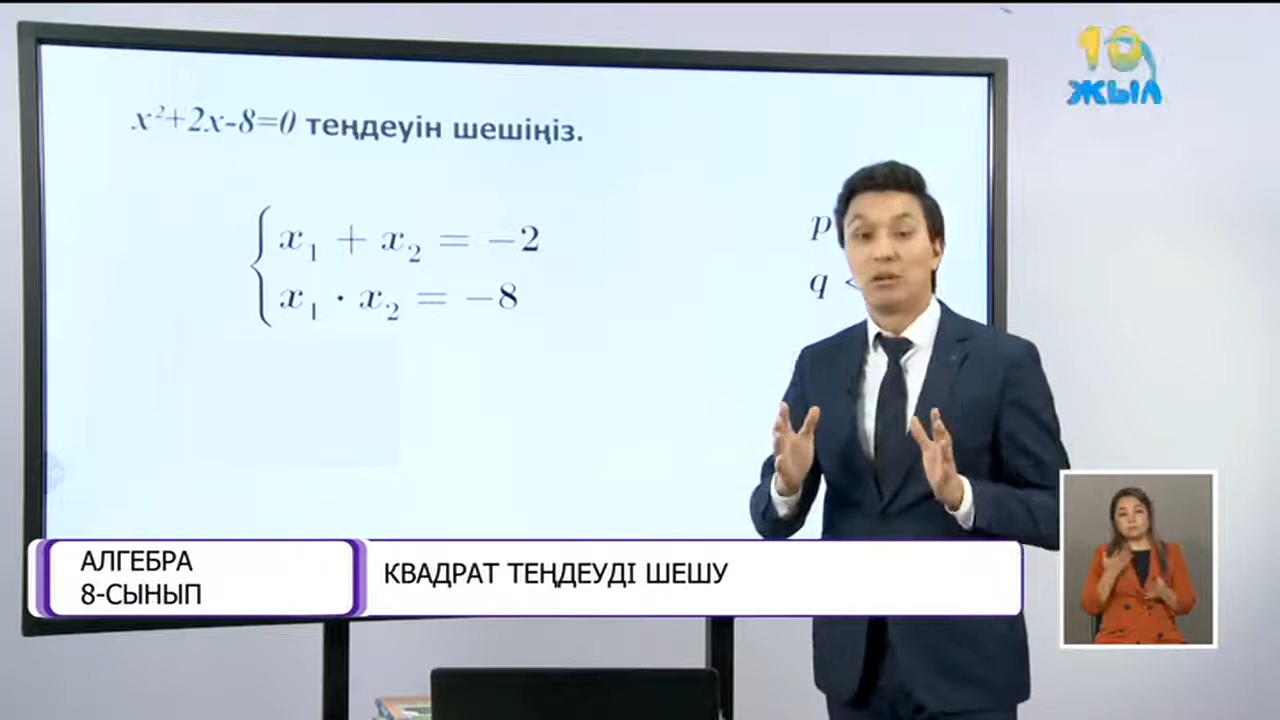 10
ЖЫЛ
x²+2x-8=0 теңдеуін шешіңіз.
x₁ + x₂ = −2
x₁ · x₂ = −8
p
q <
АЛГЕБРА
8-СЫНЫП
КВАДРАТ ТЕҢДЕУДІ ШЕШУ